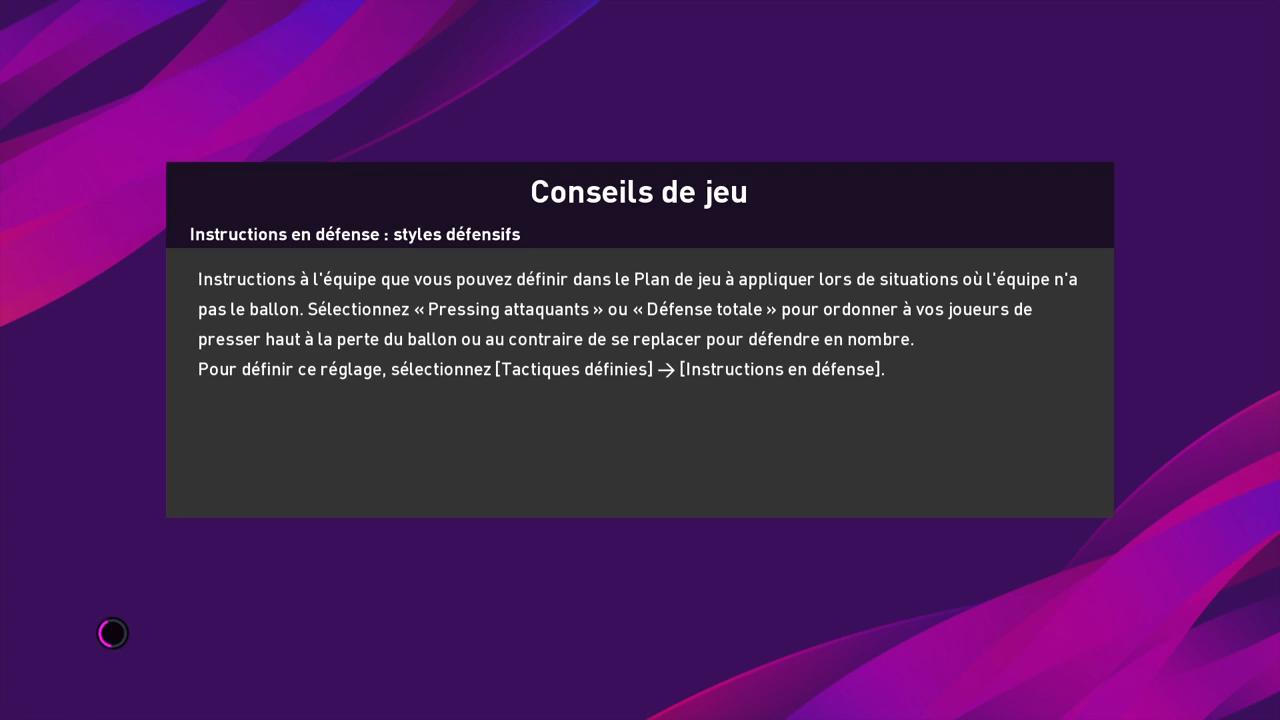 Conseils de jeu
Instructions en défense : styles défensifs
Instructions à l'équipe que vous pouvez définir dans le Plan de jeu à appliquer lors de situations où l'équipe n'a
pas le ballon. Sélectionnez « Pressing attaquants » ou « Défense totale » pour ordonner à vos joueurs de
presser haut à la perte du ballon ou au contraire de se replacer pour défendre en nombre.
Pour définir ce réglage, sélectionnez [Tactiques définies] → [Instructions en défense].